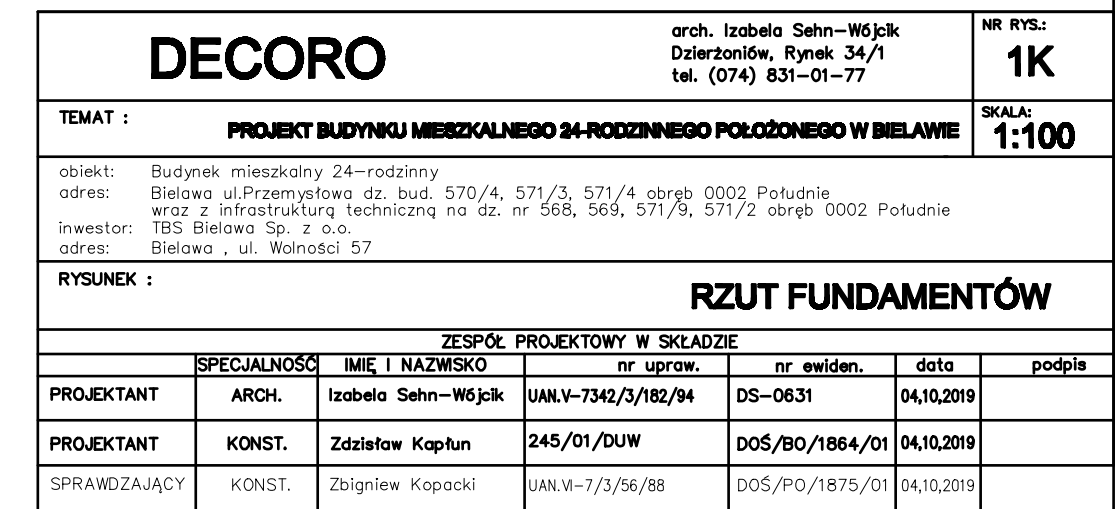 DECORO
arch. Izabela Sehn-Wójcik
Dzierżoniów, Rynek 34/1
tel. (074) 831-01-77
NR RYS.:
1K
TEMAT :
PROJEKT BUDYNKU MIESZKALNEGO 24-RODZINNEGO POŁOŻONEGO W BIELAWIE
SKALA:
1:100
obiekt: Budynek mieszkalny 24-rodzinny
adres: Bielawa ul.Przemysłowa dz. bud. 570/4, 571/3, 571/4 obręb 0002 Południe
wraz z infrastrukturą techniczną na dz. nr 568, 569, 571/9, 571/2 obręb 0002 Południe
inwestor: TBS Bielawa Sp. z o.o.
adres: Bielawa , ul. Wolności 57
RYSUNEK :
RZUT FUNDAMENTÓW
ZESPÓŁ PROJEKTOWY W SKŁADZIE
SPECJALNOŚĆ IMIĘ I NAZWISKO nr upraw. nr ewiden. data podpis
PROJEKTANT ARCH. Izabela Sehn-Wójcik UAN.V-7342/3/182/94 DS-0631 04,10,2019
PROJEKTANT KONST. Zdzisław Kapłun 245/01/DUW DOŚ/BO/1864/01 04,10,2019
SPRAWDZAJĄCY KONST. Zbigniew Kopacki UAN.VI-7/3/56/88 DOŚ/PO/1875/01 04,10,2019